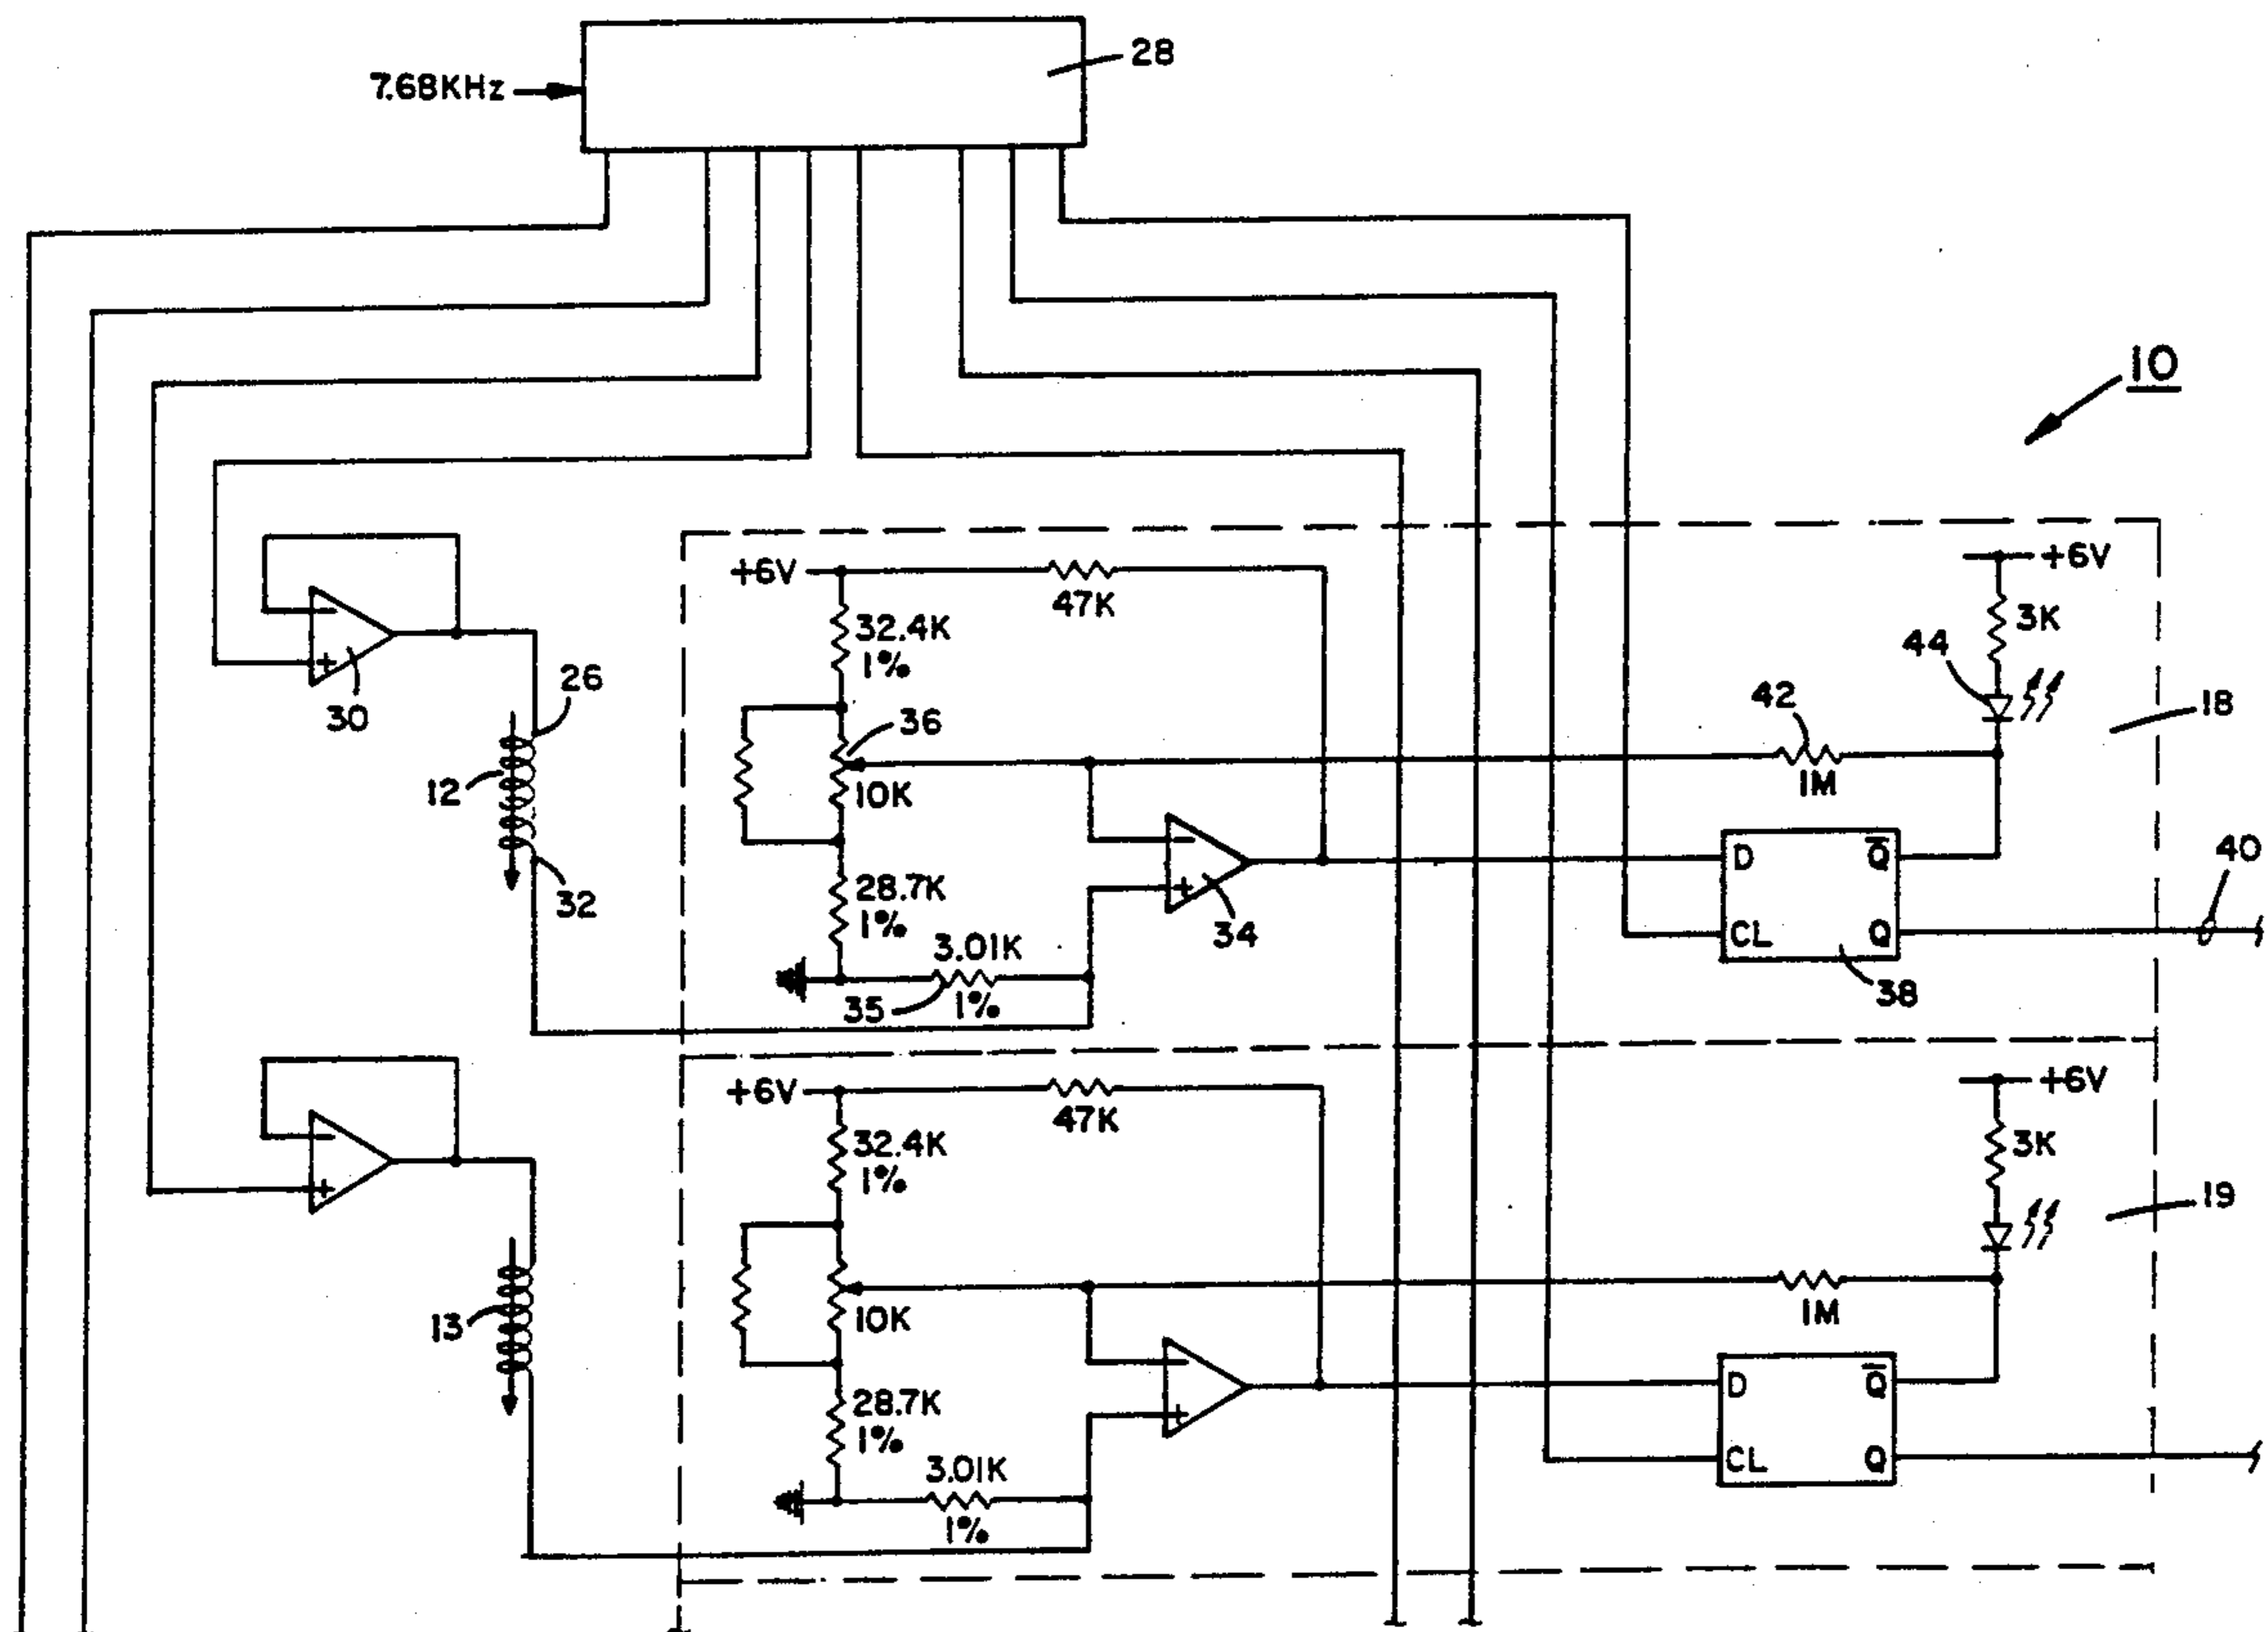 28
7.68KHz
10
+6V
47K
+6V
3K
32.4K
1%
44
26
30
36
42
18
12
10K
1M
32
28.7K
1%
34
D
Q̅
40
3.01K
CL
Q
35
1%
38
+6V
47K
+6V
3K
32.4K
1%
19
13
10K
1M
28.7K
1%
D
Q̅
3.01K
CL
Q
1%
- + - + - + - +